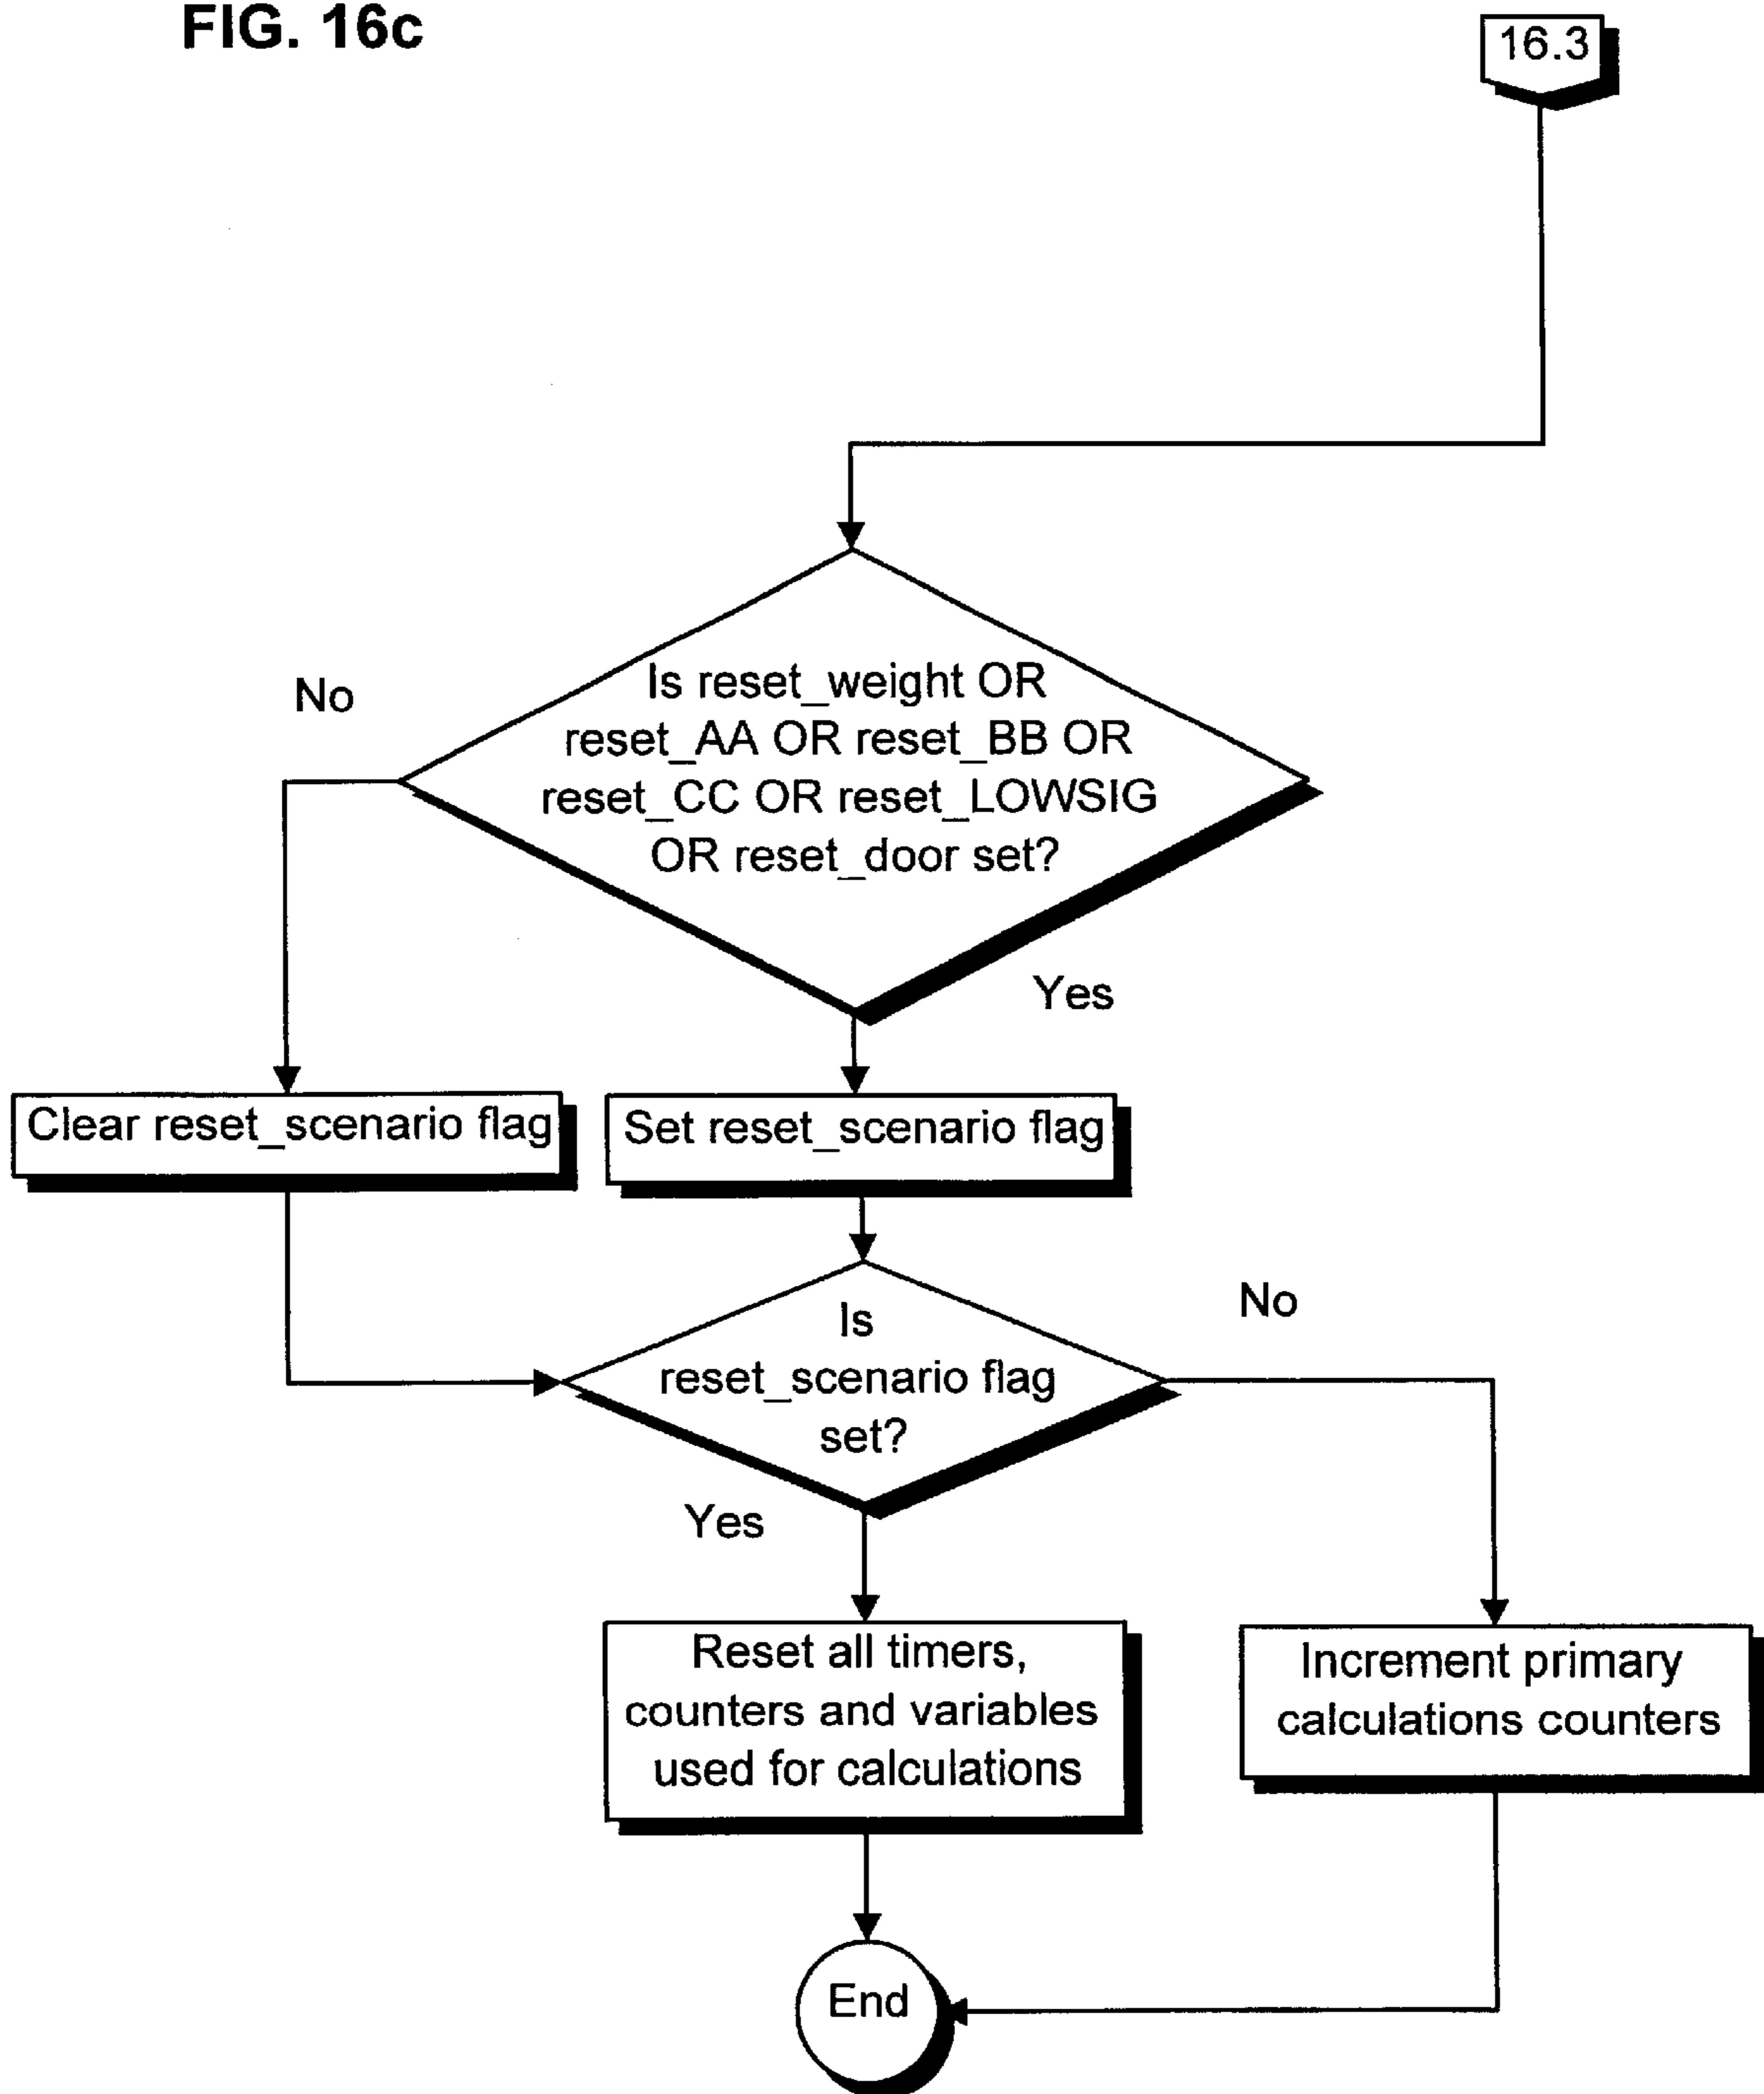 FIG. 16c
16.3
Is reset_weight OR
reset_AA OR reset_BB OR
reset_CC OR reset_LOWSIG
OR reset_door set?
No
Yes
Clear reset_scenario flag
Set reset_scenario flag
Is
reset_scenario flag
set?
No
Yes
Reset all timers,
counters and variables
used for calculations
Increment primary
calculations counters
End